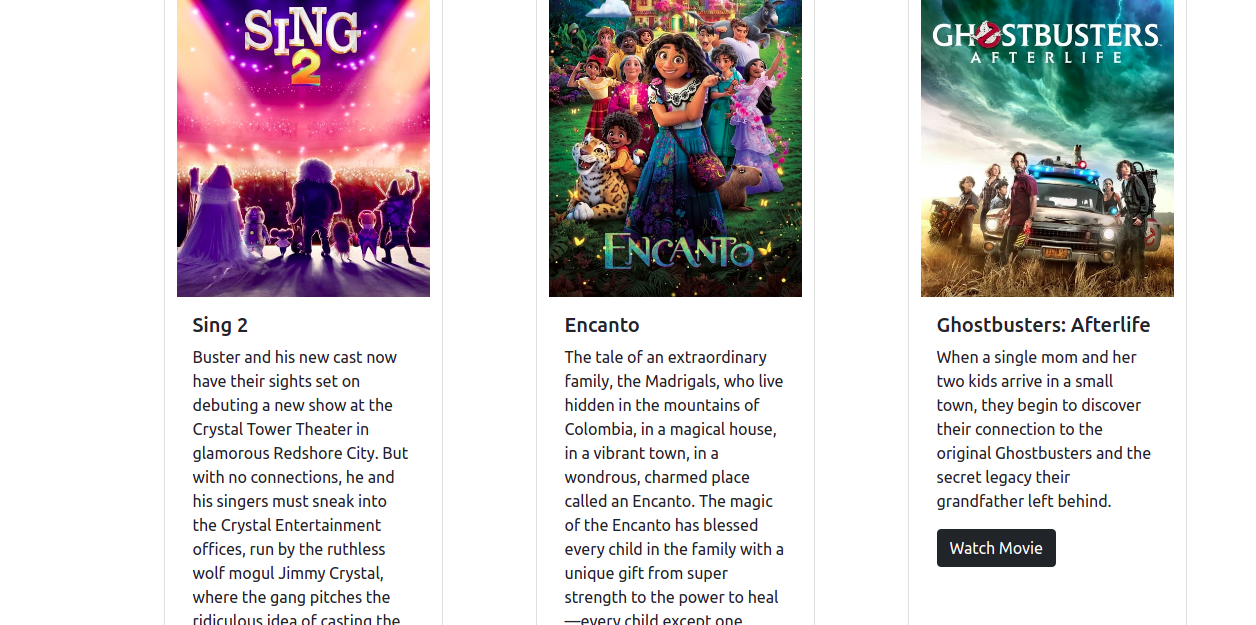 SING
2
Sing 2
Buster and his new cast now
have their sights set on
debuting a new show at the
Crystal Tower Theater in
glamorous Redshore City. But
with no connections, he and
his singers must sneak into
the Crystal Entertainment
offices, run by the ruthless
wolf mogul Jimmy Crystal,
where the gang pitches the
ridiculous idea of casting the
ENCANTO
Encanto
The tale of an extraordinary
family, the Madrigals, who live
hidden in the mountains of
Colombia, in a magical house,
in a vibrant town, in a
wondrous, charmed place
called an Encanto. The magic
of the Encanto has blessed
every child in the family with a
unique gift from super
strength to the power to heal
—every child except one
GHOSTBUSTERS
AFTERLIFE
Ghostbusters: Afterlife
When a single mom and her
two kids arrive in a small
town, they begin to discover
their connection to the
original Ghostbusters and the
secret legacy their
grandfather left behind.
Watch Movie